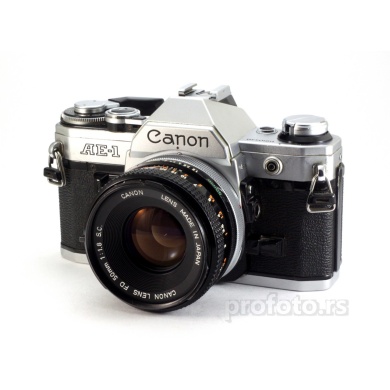 Canon
AE-1
CANON LENS MADE IN JAPAN
CANON LENS FD 50mm 1:1.8 S.C.
profoto.rs